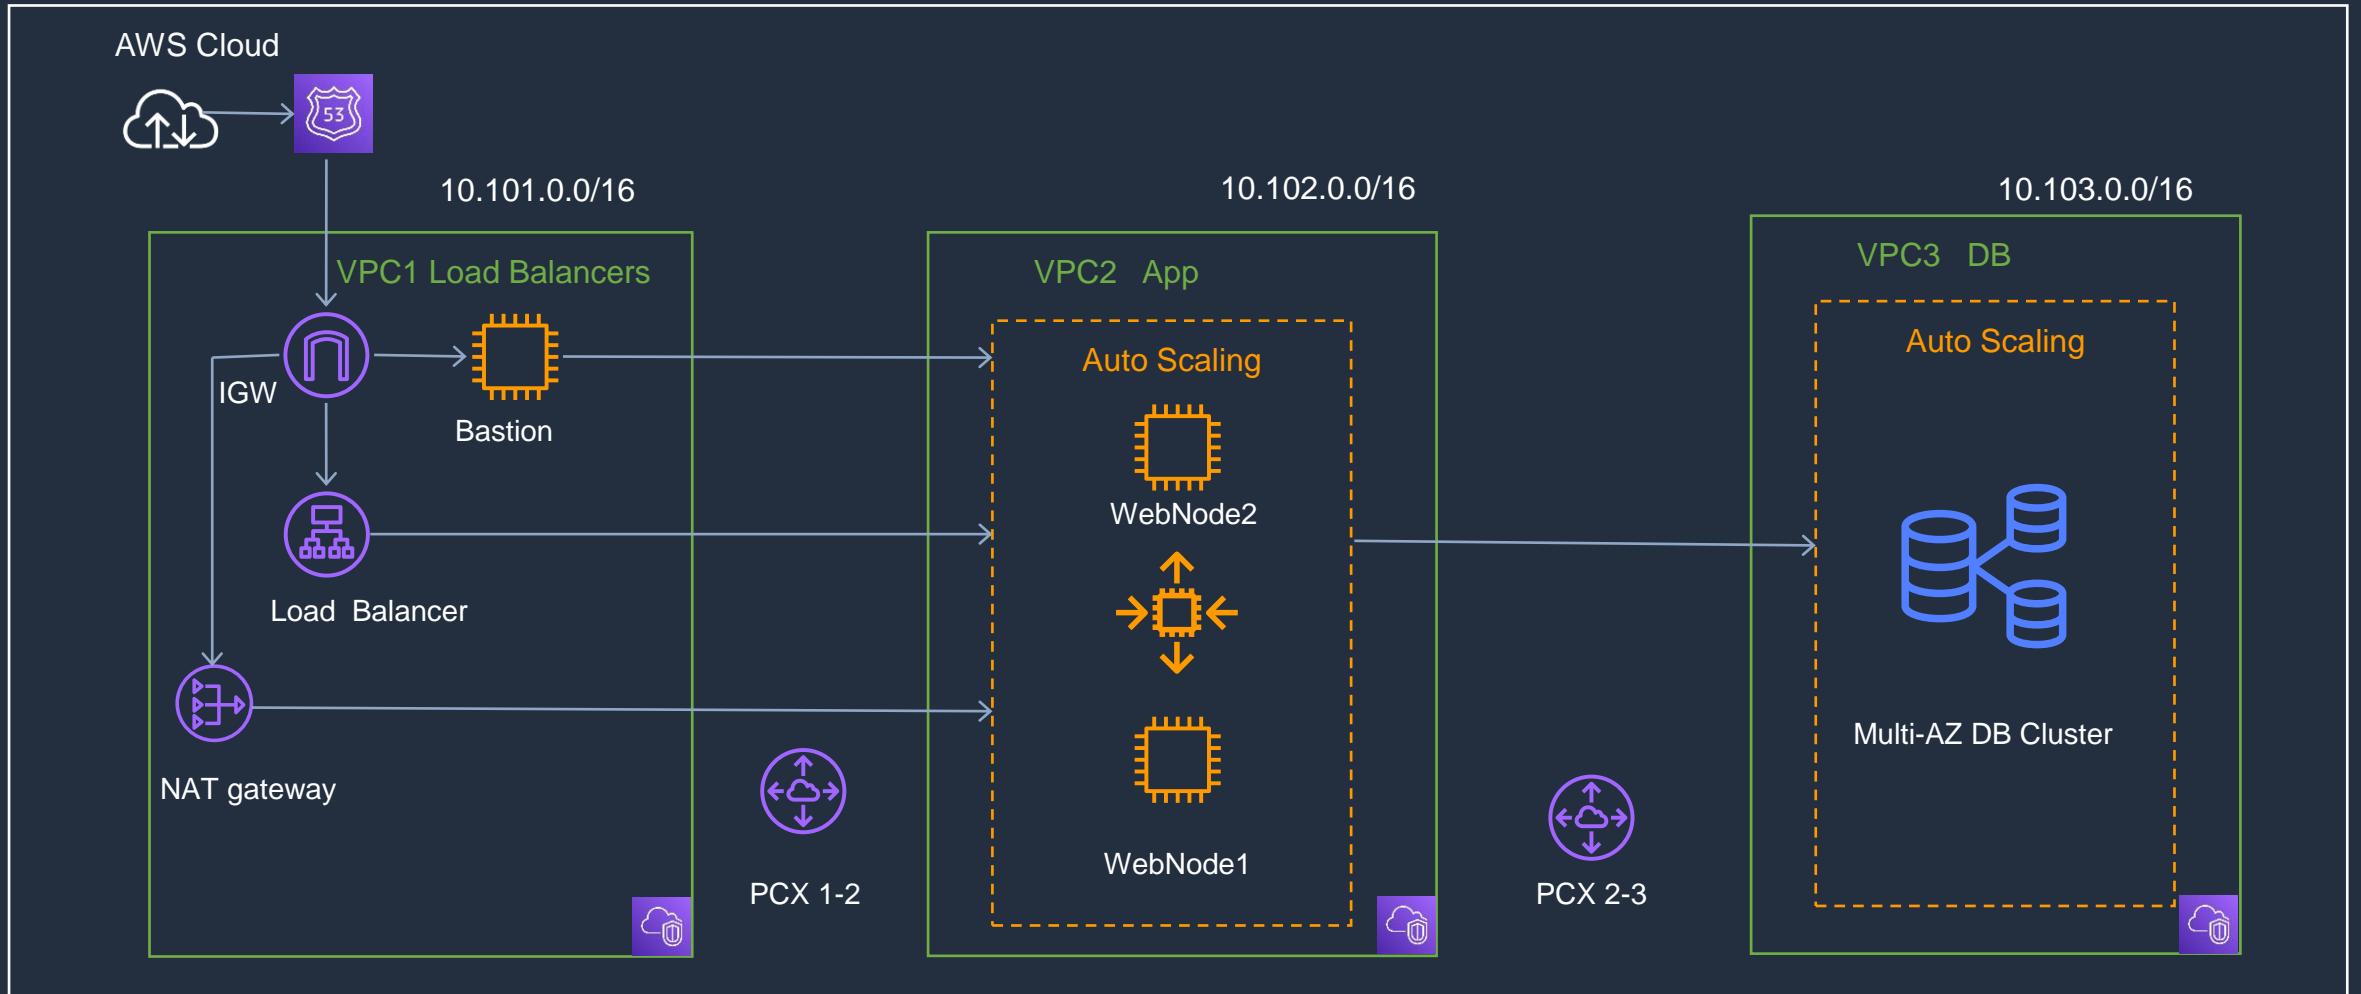 AWS Cloud
53
10.101.0.0/16
10.102.0.0/16
10.103.0.0/16
VPC1 Load Balancers
IGW
Bastion
Load Balancer
NAT gateway
PCX 1-2
VPC2 App
Auto Scaling
WebNode2
WebNode1
PCX 2-3
VPC3 DB
Auto Scaling
Multi-AZ DB Cluster